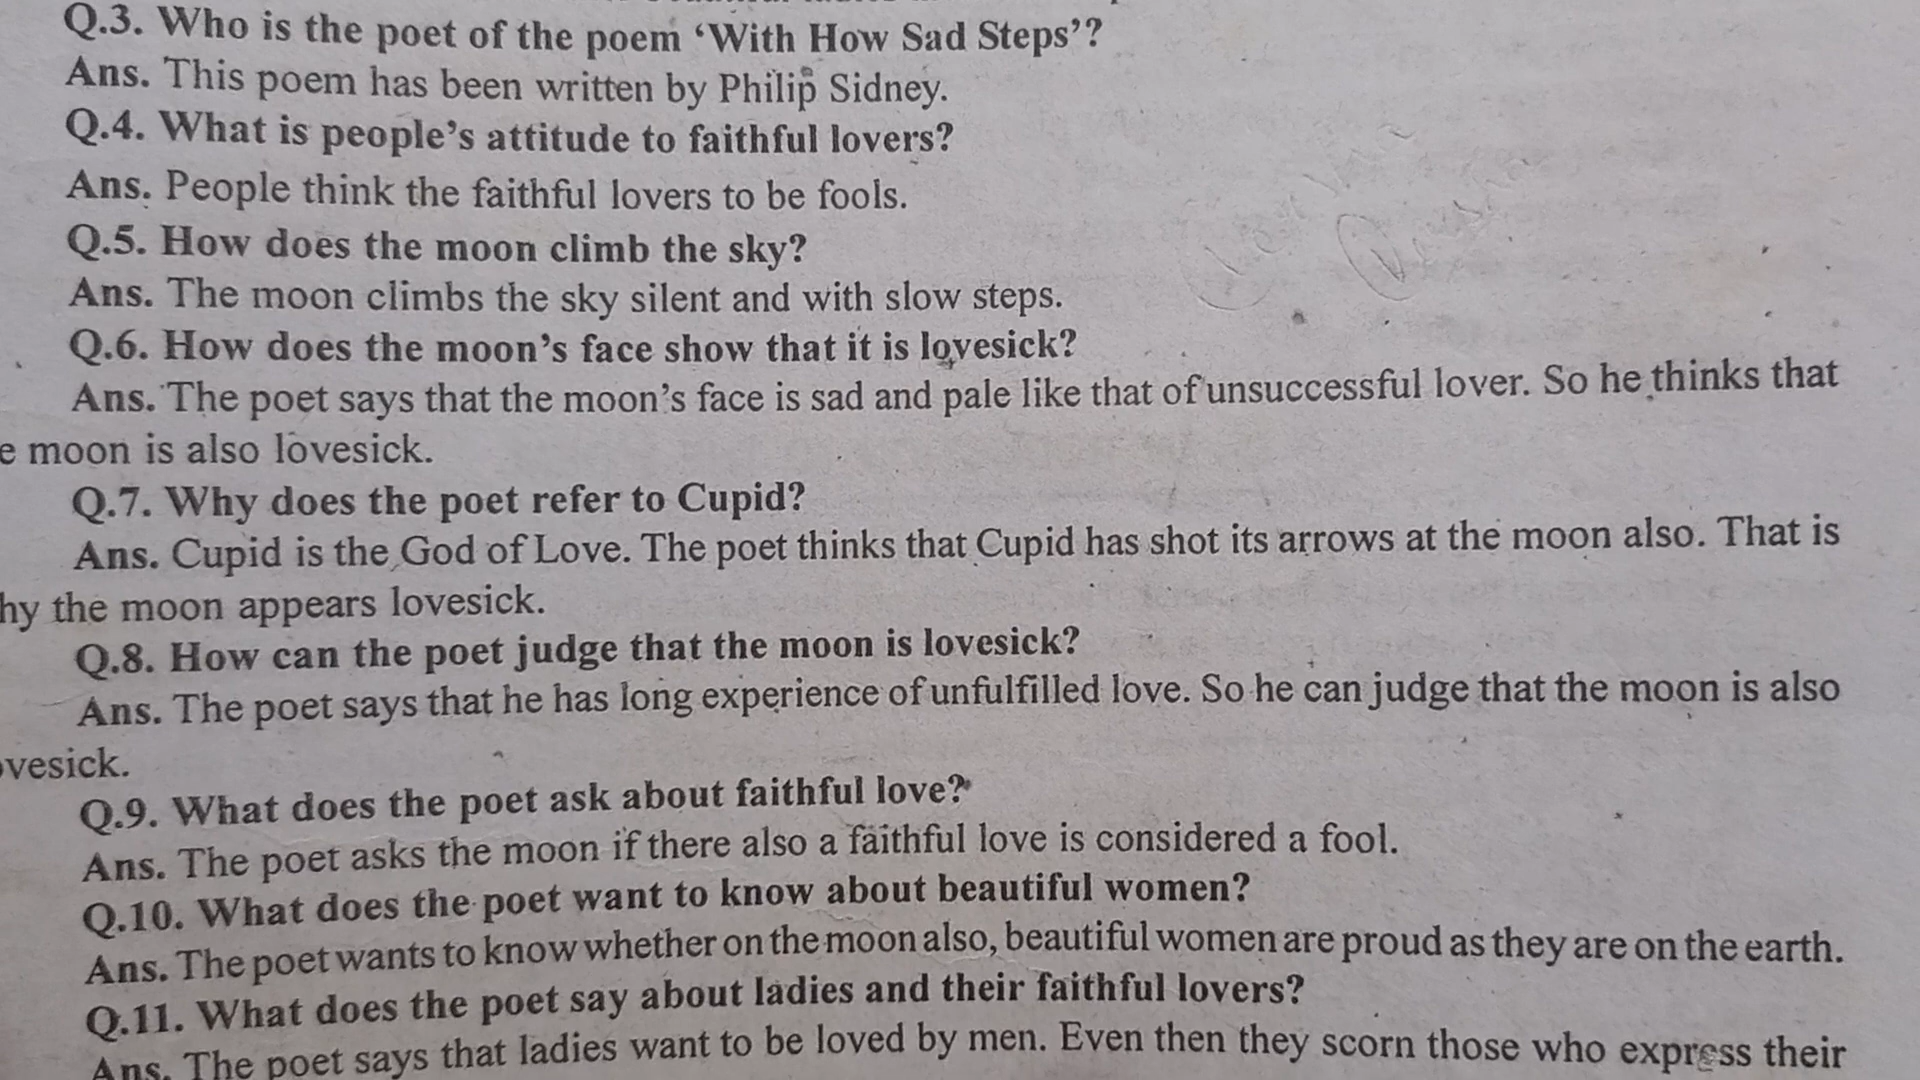 Q.3. Who is the poet of the poem ‘With How Sad Steps’?
Ans. This poem has been written by Philip Sidney.
Q.4. What is people’s attitude to faithful lovers?
Ans. People think the faithful lovers to be fools.
Q.5. How does the moon climb the sky?
Ans. The moon climbs the sky silent and with slow steps.
Q.6. How does the moon’s face show that it is lovesick?
Ans. The poet says that the moon’s face is sad and pale like that of unsuccessful lover. So he thinks that
e moon is also lovesick.
Q.7. Why does the poet refer to Cupid?
Ans. Cupid is the God of Love. The poet thinks that Cupid has shot its arrows at the moon also. That is
hy the moon appears lovesick.
Q.8. How can the poet judge that the moon is lovesick?
Ans. The poet says that he has long experience of unfulfilled love. So he can judge that the moon is also
ovesick.
Q.9. What does the poet ask about faithful love?
Ans. The poet asks the moon if there also a faithful love is considered a fool.
Q.10. What does the poet want to know about beautiful women?
Ans. The poet wants to know whether on the moon also, beautiful women are proud as they are on the earth.
Q.11. What does the poet say about ladies and their faithful lovers?
Ans. The poet says that ladies want to be loved by men. Even then they scorn those who express their